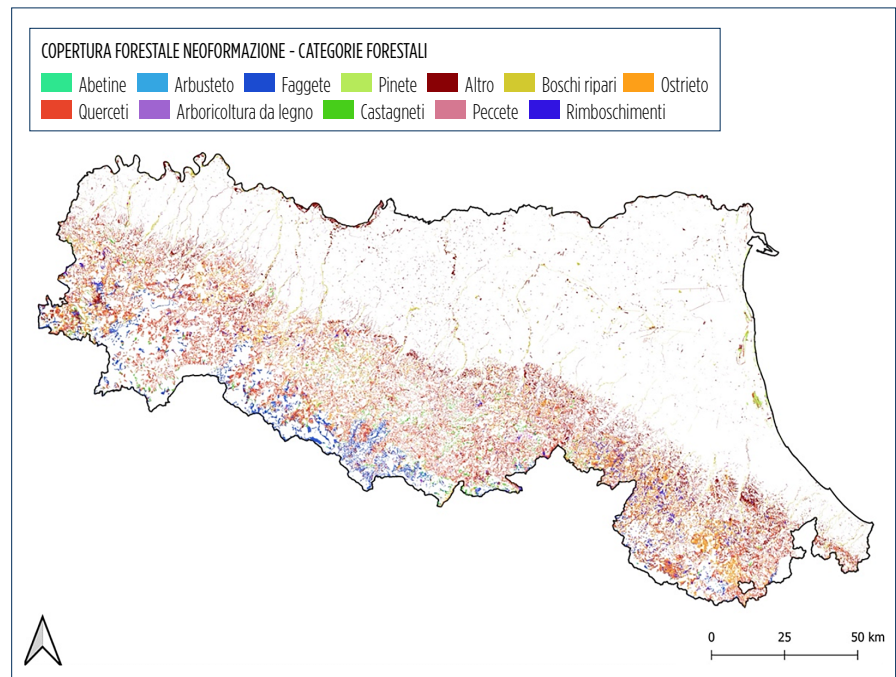 COPERTURA FORESTALE NEOFORMAZIONE - CATEGORIE FORESTALI
Abetine Arbusteto Faggete Pinete Altro Boschi ripari Ostrieto
Querceti Arboricoltura da legno Castagneti Peccete Rimboschimenti
0 25 50 km